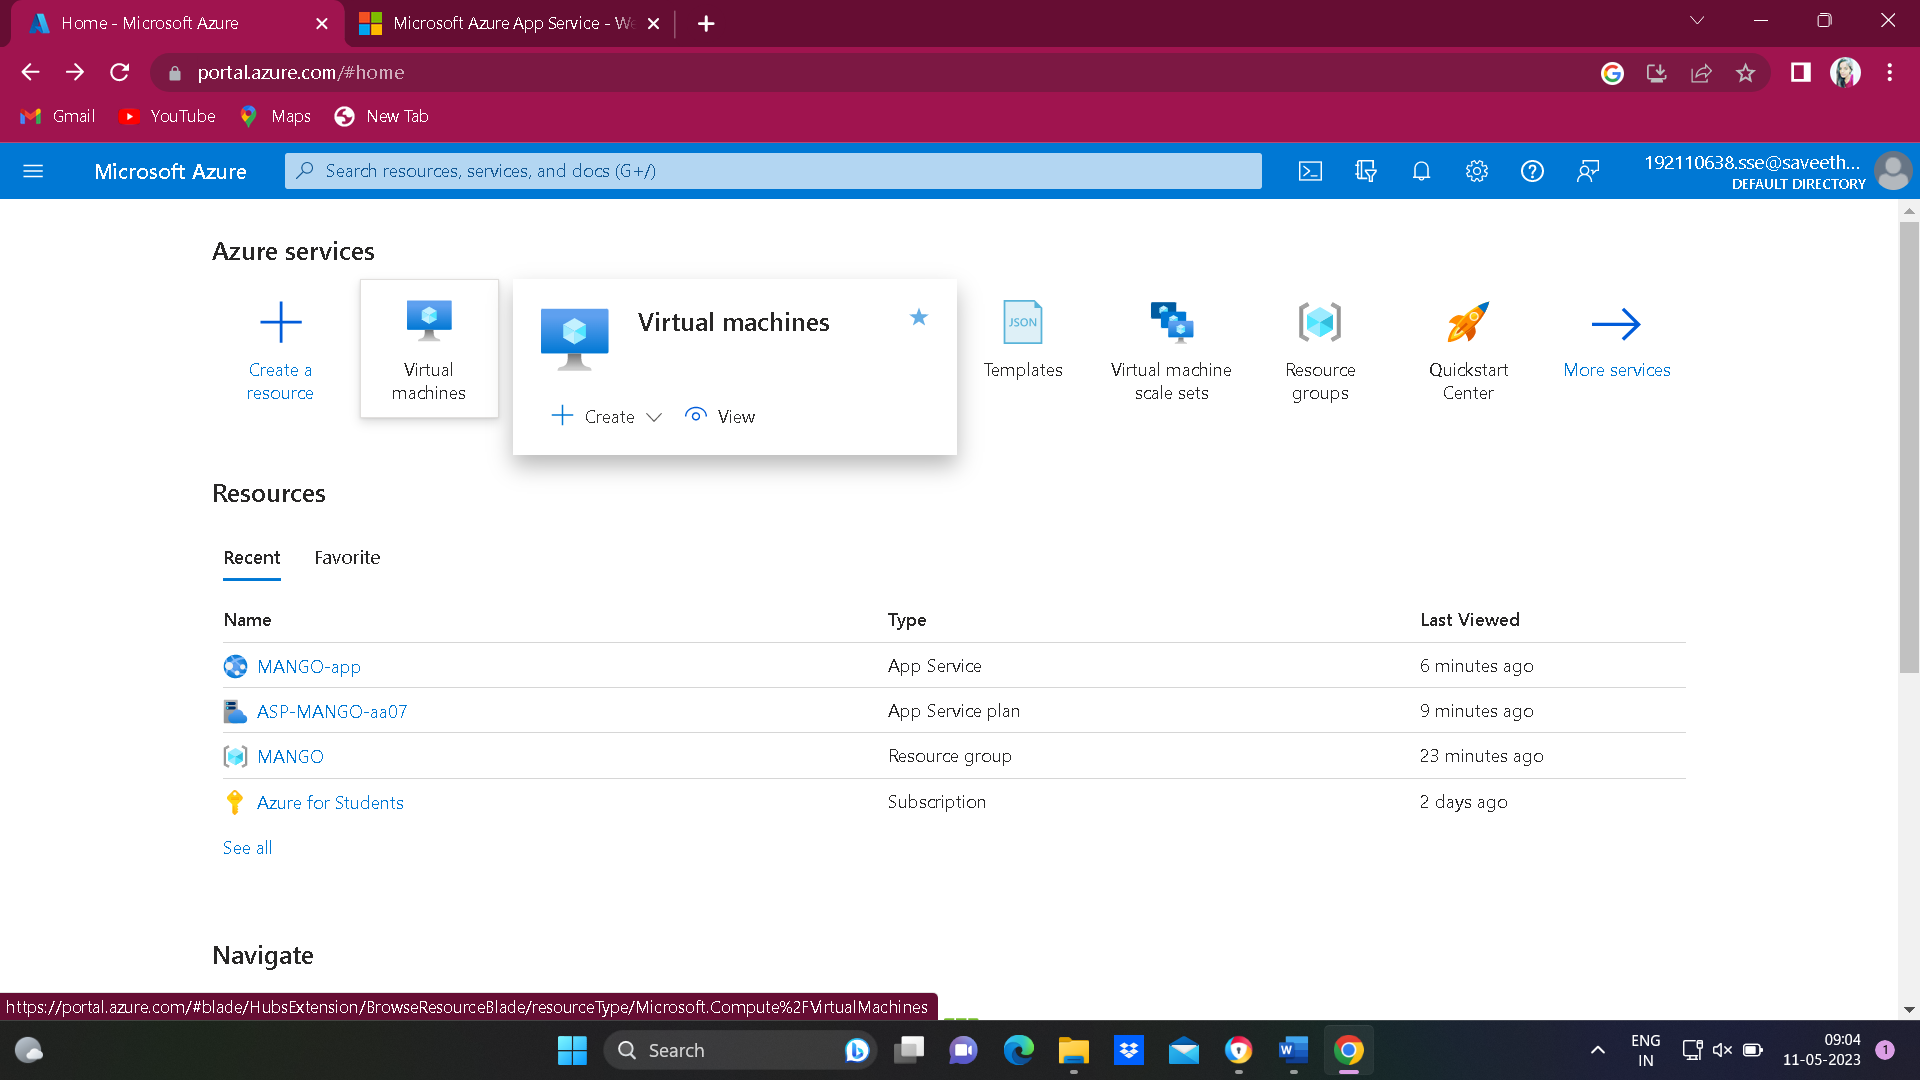 Home - Microsoft Azure
Microsoft Azure App Service - We
portal.azure.com/#home
Gmail
YouTube
Maps
New Tab
Microsoft Azure
Search resources, services, and docs (G+/)
192110638.sse@saveeth...
DEFAULT DIRECTORY
Azure services
Create a
resource
Virtual
machines
Virtual machines
Create
View
JSON
Templates
Virtual machine
scale sets
Resource
groups
Quickstart
Center
More services
Resources
Recent Favorite
Name Type Last Viewed
MANGO-app App Service 6 minutes ago
ASP-MANGO-aa07 App Service plan 9 minutes ago
MANGO Resource group 23 minutes ago
Azure for Students Subscription 2 days ago
See all
Navigate
https://portal.azure.com/#blade/HubsExtension/BrowseResourceBlade/resourceType/Microsoft.Compute%2FVirtualMachines
Search
ENG
IN
09:04
11-05-2023
1